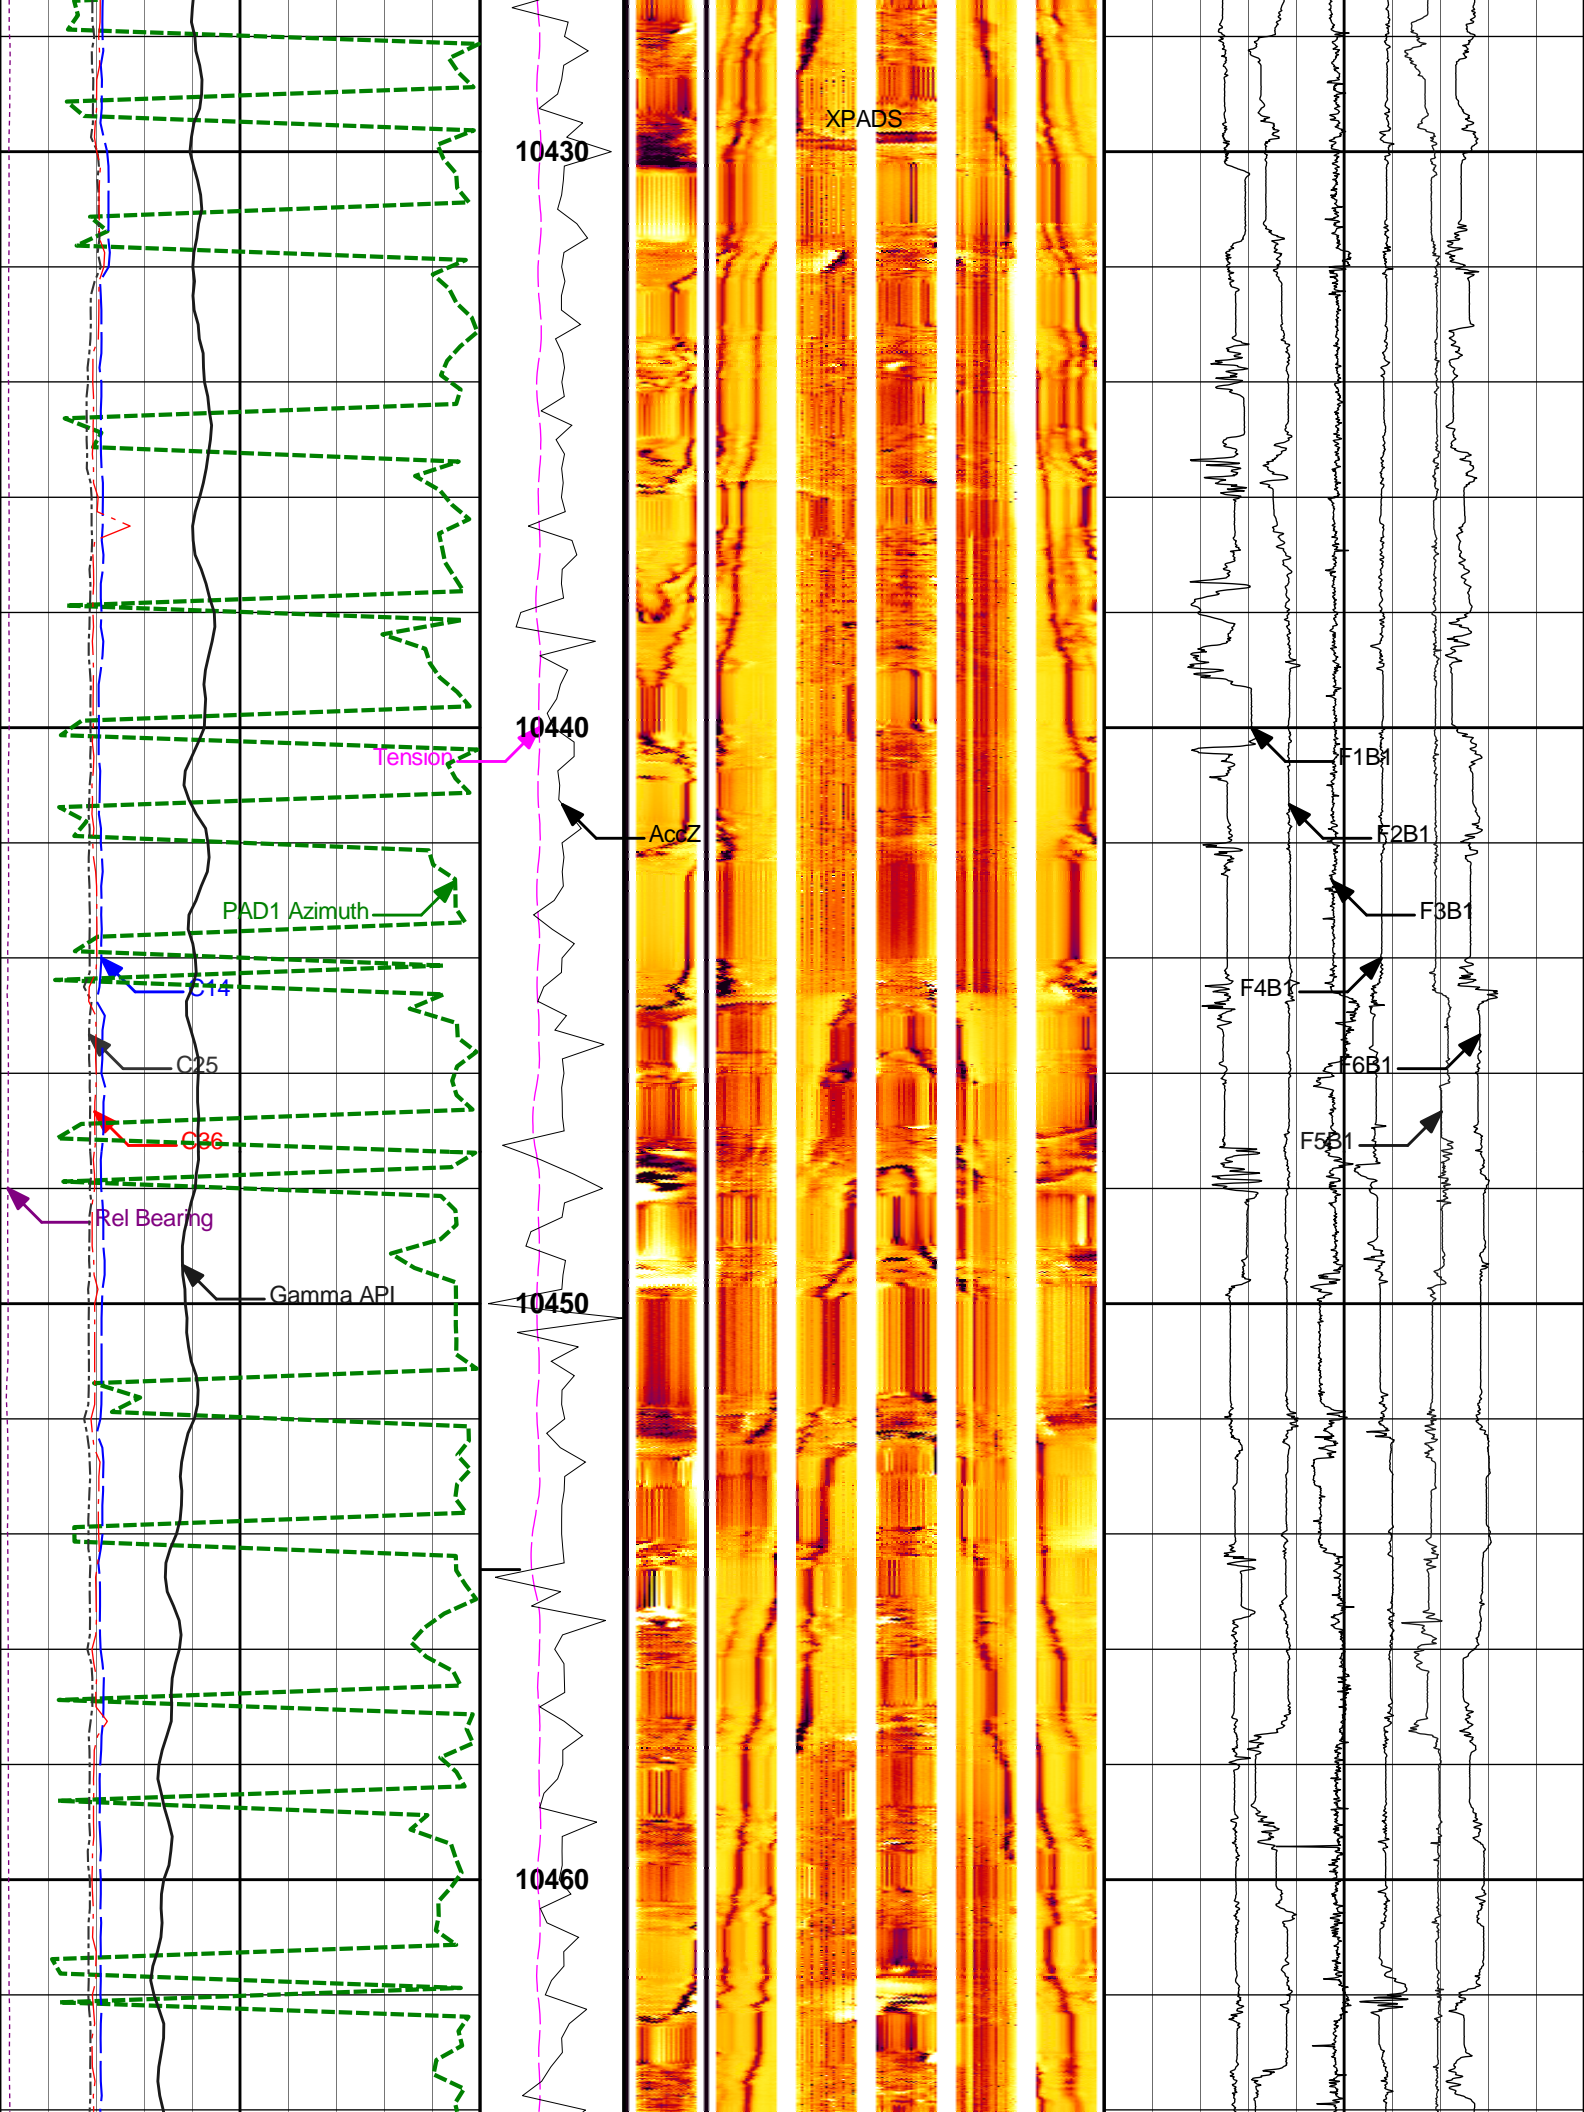 XPADS
10430
10440
Tension
F1B1
AccZ
F2B1
PAD1 Azimuth
F3B1
C14
F4B1
C25
F6B1
C36
F5B1
Rel Bearing
Gamma API
10450
10460